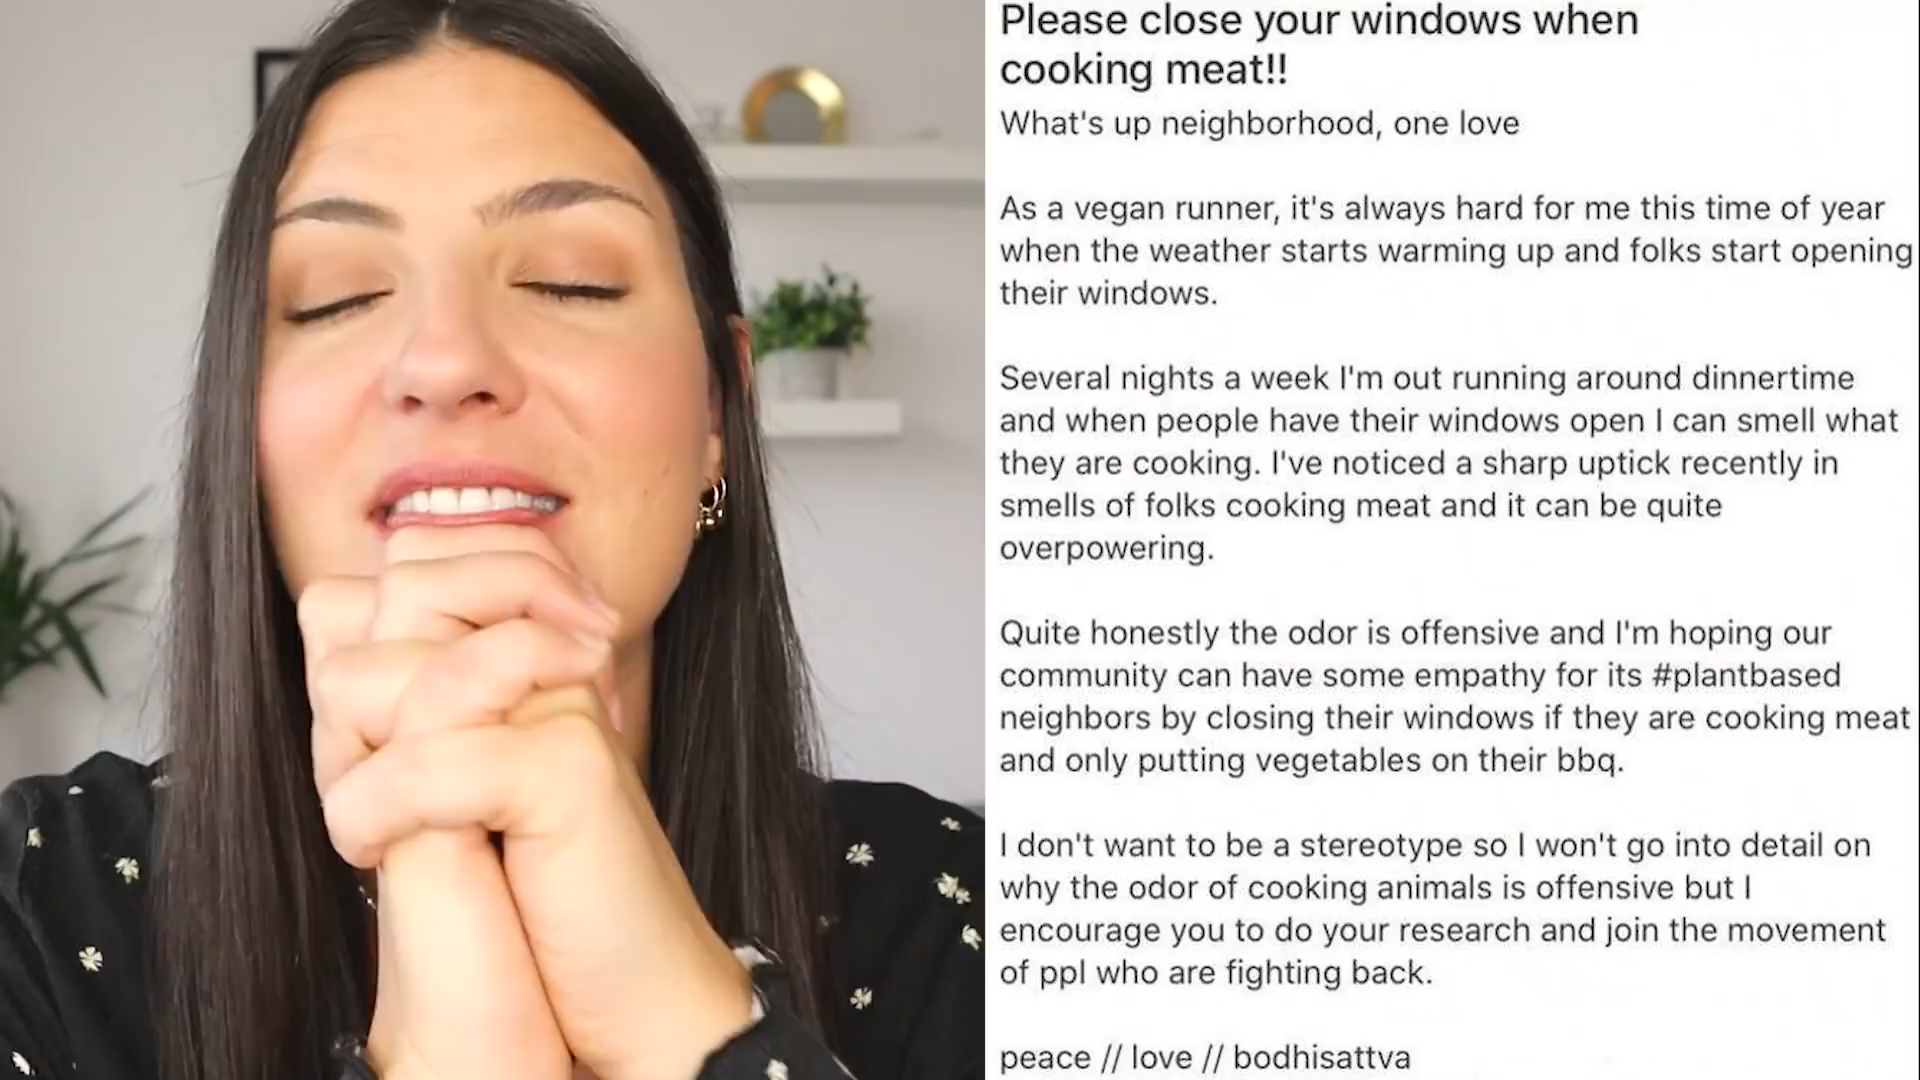 Please close your windows when
cooking meat!!
What's up neighborhood, one love
As a vegan runner, it's always hard for me this time of year
when the weather starts warming up and folks start opening
their windows.
Several nights a week I'm out running around dinnertime
and when people have their windows open I can smell what
they are cooking. I've noticed a sharp uptick recently in
smells of folks cooking meat and it can be quite
overpowering.
Quite honestly the odor is offensive and I'm hoping our
community can have some empathy for its #plantbased
neighbors by closing their windows if they are cooking meat
and only putting vegetables on their bbq.
I don't want to be a stereotype so I won't go into detail on
why the odor of cooking animals is offensive but I
encourage you to do your research and join the movement
of ppl who are fighting back.
peace // love // bodhisattva